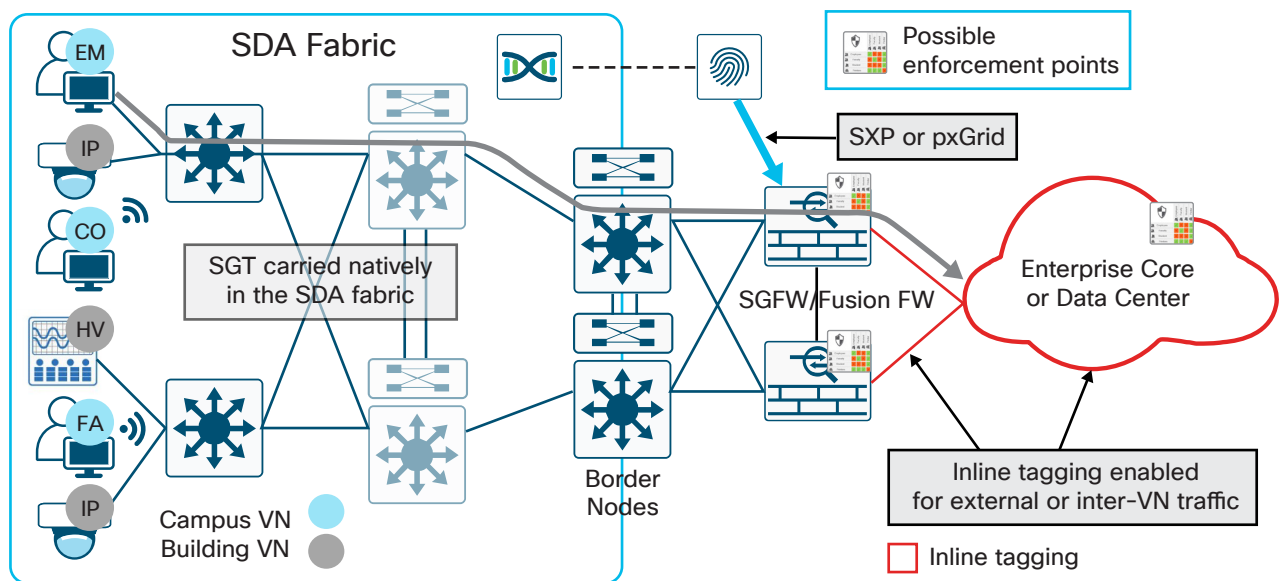 SDA Fabric
EM
IP
CO
HV
FA
IP
SGT carried natively
in the SDA fabric
Campus VN
Building VN
Border
Nodes
SXP or pxGrid
Possible
enforcement points
SGFW/Fusion FW
Enterprise Core
or Data Center
Inline tagging enabled
for external or inter-VN traffic
Inline tagging